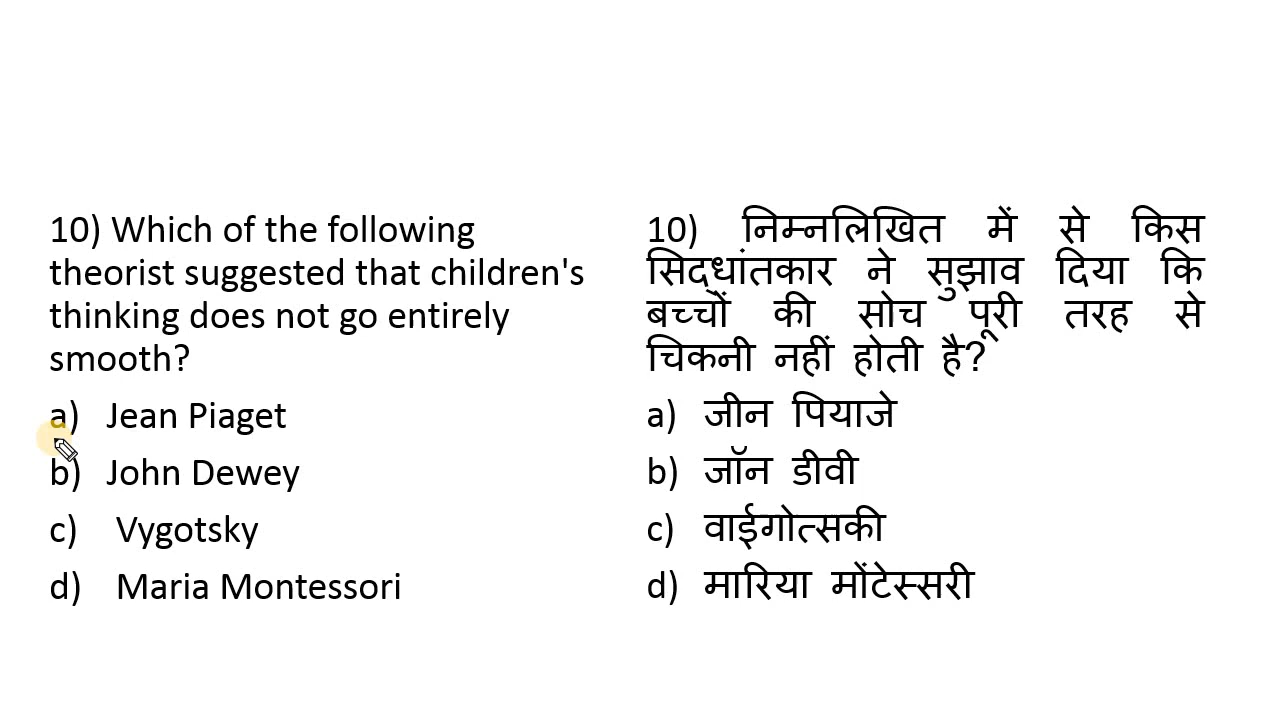 10) Which of the following
theorist suggested that children's
thinking does not go entirely
smooth?
a) Jean Piaget
b) John Dewey
c) Vygotsky
d) Maria Montessori
10) निम्नलिखित में से किस
सिद्धांतकार ने सुझाव दिया कि
बच्चों की सोच पूरी तरह से
चिकनी नहीं होती है?
a) जीन पियाजे
b) जॉन डीवी
c) वाईगोत्सकी
d) मारिया मोंटेस्सरी